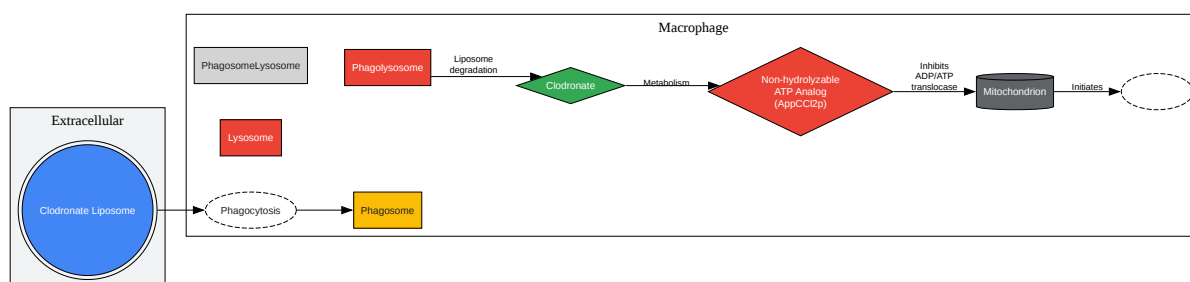 Macrophage
PhagosomeLysosome
Phagolysosome
Liposome
degradation
Clodronate
Metabolism
Non-hydrolyzable
ATP Analog
(AppCCl2p)
Inhibits
ADP/ATP
translocase
Mitochondrion
Initiates
Extracellular
Lysosome
Clodronate Liposome
Phagocytosis
Phagosome